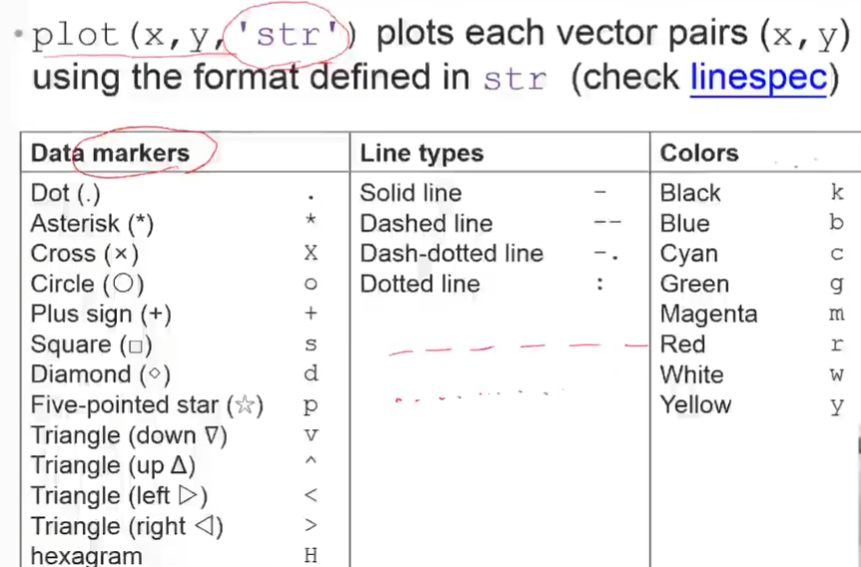 • plot(x,y,'str') plots each vector pairs (x,y)
using the format defined in str (check linespec)
Data markers Line types Colors
Dot (.) . Solid line - Black k
Asterisk (*) * Dashed line -- Blue b
Cross (×) X Dash-dotted line -. Cyan c
Circle (○) o Dotted line : Green g
Plus sign (+) + Magenta m
Square (□) s Red r
Diamond (◇) d White w
Five-pointed star (☆) p Yellow y
Triangle (down ∇) v
Triangle (up Δ) ^
Triangle (left ▷) <
Triangle (right ◁) >
hexagram H